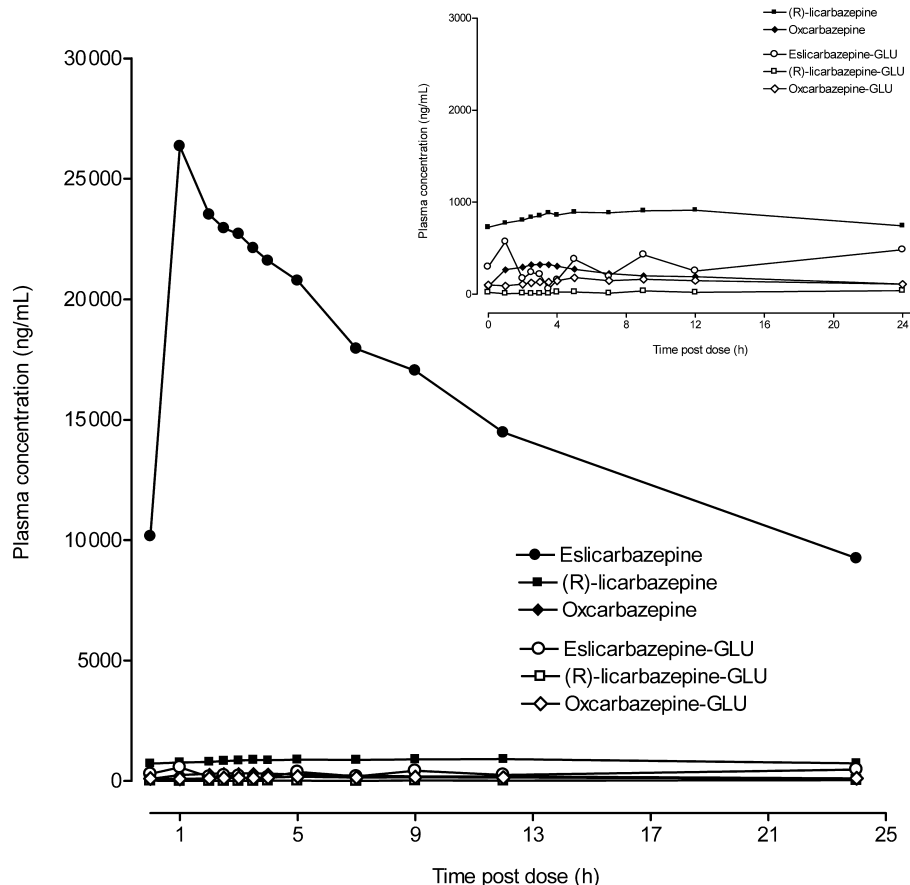 3000
2000
1000
0
Plasma concentration (ng/mL)
0 4 8 12 16 20 24
Time post dose (h)
(R)-licarbazepine
Oxcarbazepine
Eslicarbazepine-GLU
(R)-licarbazepine-GLU
Oxcarbazepine-GLU
30000
25000
20000
15000
10000
5000
0
Plasma concentration (ng/mL)
Eslicarbazepine
(R)-licarbazepine
Oxcarbazepine
Eslicarbazepine-GLU
(R)-licarbazepine-GLU
Oxcarbazepine-GLU
1 5 9 13 17 21 25
Time post dose (h)